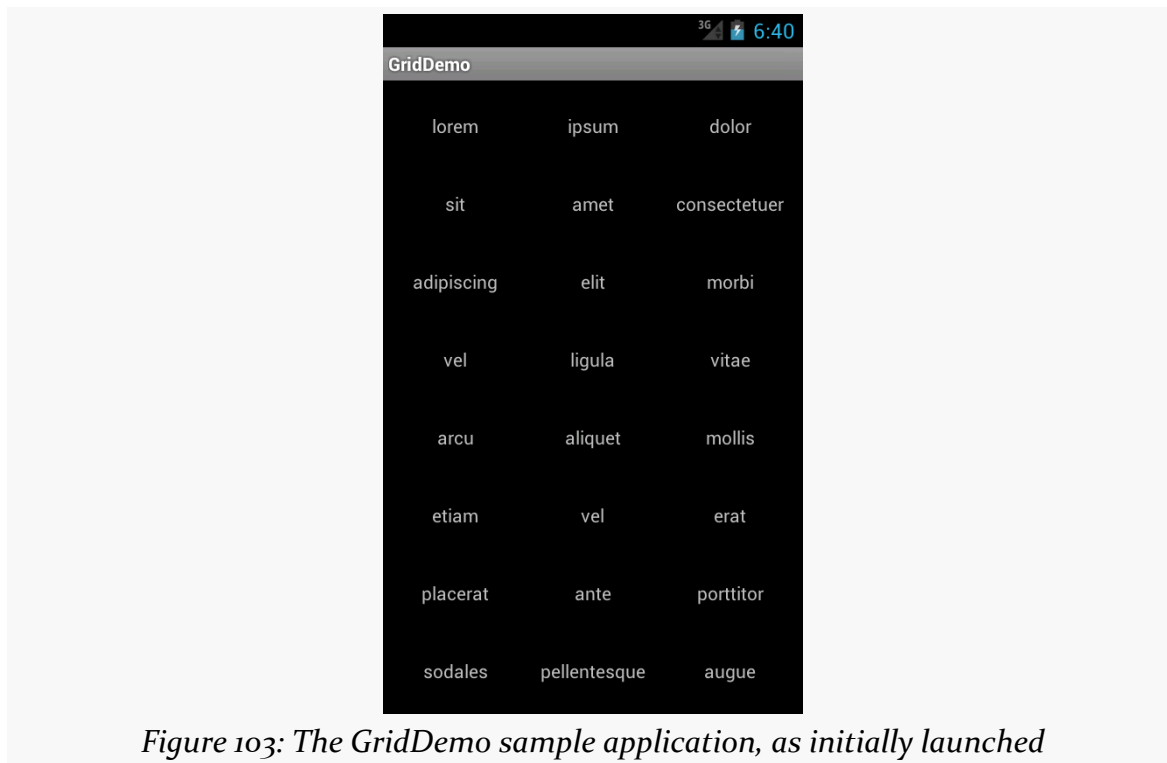 3G 6:40
GridDemo
lorem ipsum dolor
sit amet consectetuer
adipiscing elit morbi
vel ligula vitae
arcu aliquet mollis
etiam vel erat
placerat ante porttitor
sodales pellentesque augue
Figure 103: The GridDemo sample application, as initially launched